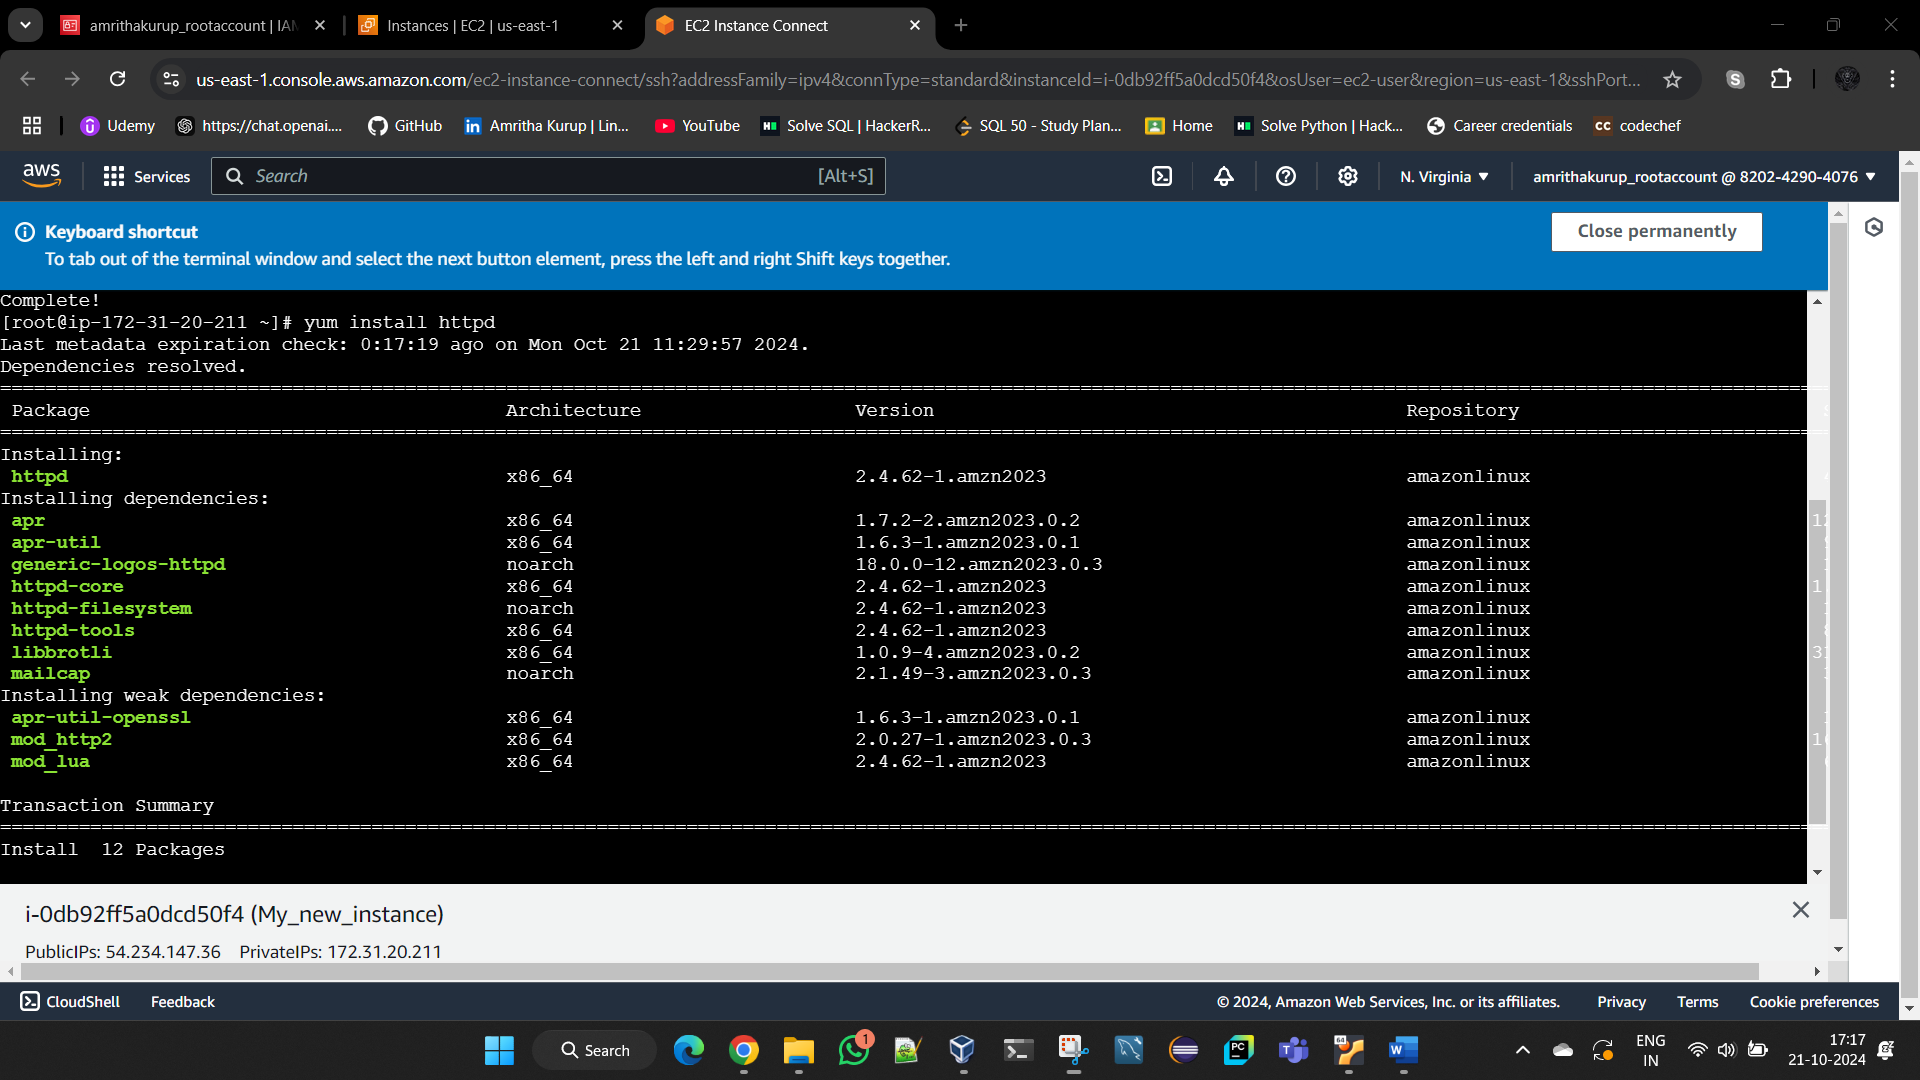 amrithakurup_rootaccount | IAM
Instances | EC2 | us-east-1
EC2 Instance Connect
us-east-1.console.aws.amazon.com/ec2-instance-connect/ssh?addressFamily=ipv4&connType=standard&instanceId=i-0db92ff5a0dcd50f4&osUser=ec2-user&region=us-east-1&sshPort...
Udemy
https://chat.openai....
GitHub
Amritha Kurup | Lin...
YouTube
Solve SQL | HackerR...
SQL 50 - Study Plan...
Home
Solve Python | Hack...
Career credentials
CC codechef
aws
Services
Search [Alt+S]
N. Virginia
amrithakurup_rootaccount @ 8202-4290-4076
Keyboard shortcut
To tab out of the terminal window and select the next button element, press the left and right Shift keys together.
Close permanently
Complete!
[root@ip-172-31-20-211 ~]# yum install httpd
Last metadata expiration check: 0:17:19 ago on Mon Oct 21 11:29:57 2024.
Dependencies resolved.
Package Architecture Version Repository
Installing:
httpd x86_64 2.4.62-1.amzn2023 amazonlinux
Installing dependencies:
apr x86_64 1.7.2-2.amzn2023.0.2 amazonlinux
apr-util x86_64 1.6.3-1.amzn2023.0.1 amazonlinux
generic-logos-httpd noarch 18.0.0-12.amzn2023.0.3 amazonlinux
httpd-core x86_64 2.4.62-1.amzn2023 amazonlinux
httpd-filesystem noarch 2.4.62-1.amzn2023 amazonlinux
httpd-tools x86_64 2.4.62-1.amzn2023 amazonlinux
libbrotli x86_64 1.0.9-4.amzn2023.0.2 amazonlinux
mailcap noarch 2.1.49-3.amzn2023.0.3 amazonlinux
Installing weak dependencies:
apr-util-openssl x86_64 1.6.3-1.amzn2023.0.1 amazonlinux
mod_http2 x86_64 2.0.27-1.amzn2023.0.3 amazonlinux
mod_lua x86_64 2.4.62-1.amzn2023 amazonlinux
Transaction Summary
Install 12 Packages
i-0db92ff5a0dcd50f4 (My_new_instance)
PublicIPs: 54.234.147.36 PrivateIPs: 172.31.20.211
CloudShell
Feedback
© 2024, Amazon Web Services, Inc. or its affiliates.
Privacy
Terms
Cookie preferences
Search
1
ENG
IN
17:17
21-10-2024